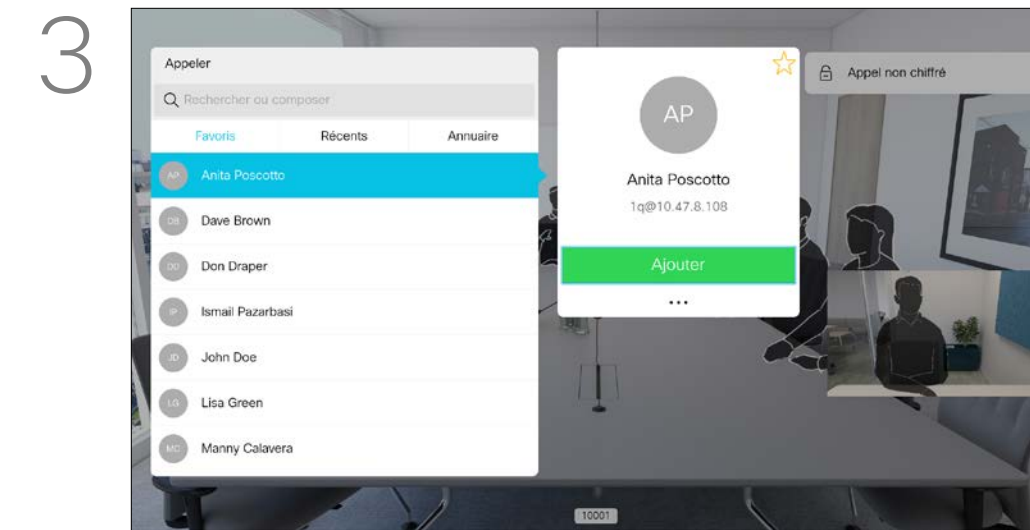 3
Appeler
Rechercher ou composer
Favoris Récents Annuaire
AP Anita Poscotto
DB Dave Brown
DD Don Draper
IP Ismail Pazarbasi
JD John Doe
LG Lisa Green
MC Manny Calavera
AP
Anita Poscotto
1q@10.47.8.108
Ajouter
...
Appel non chiffré
10001